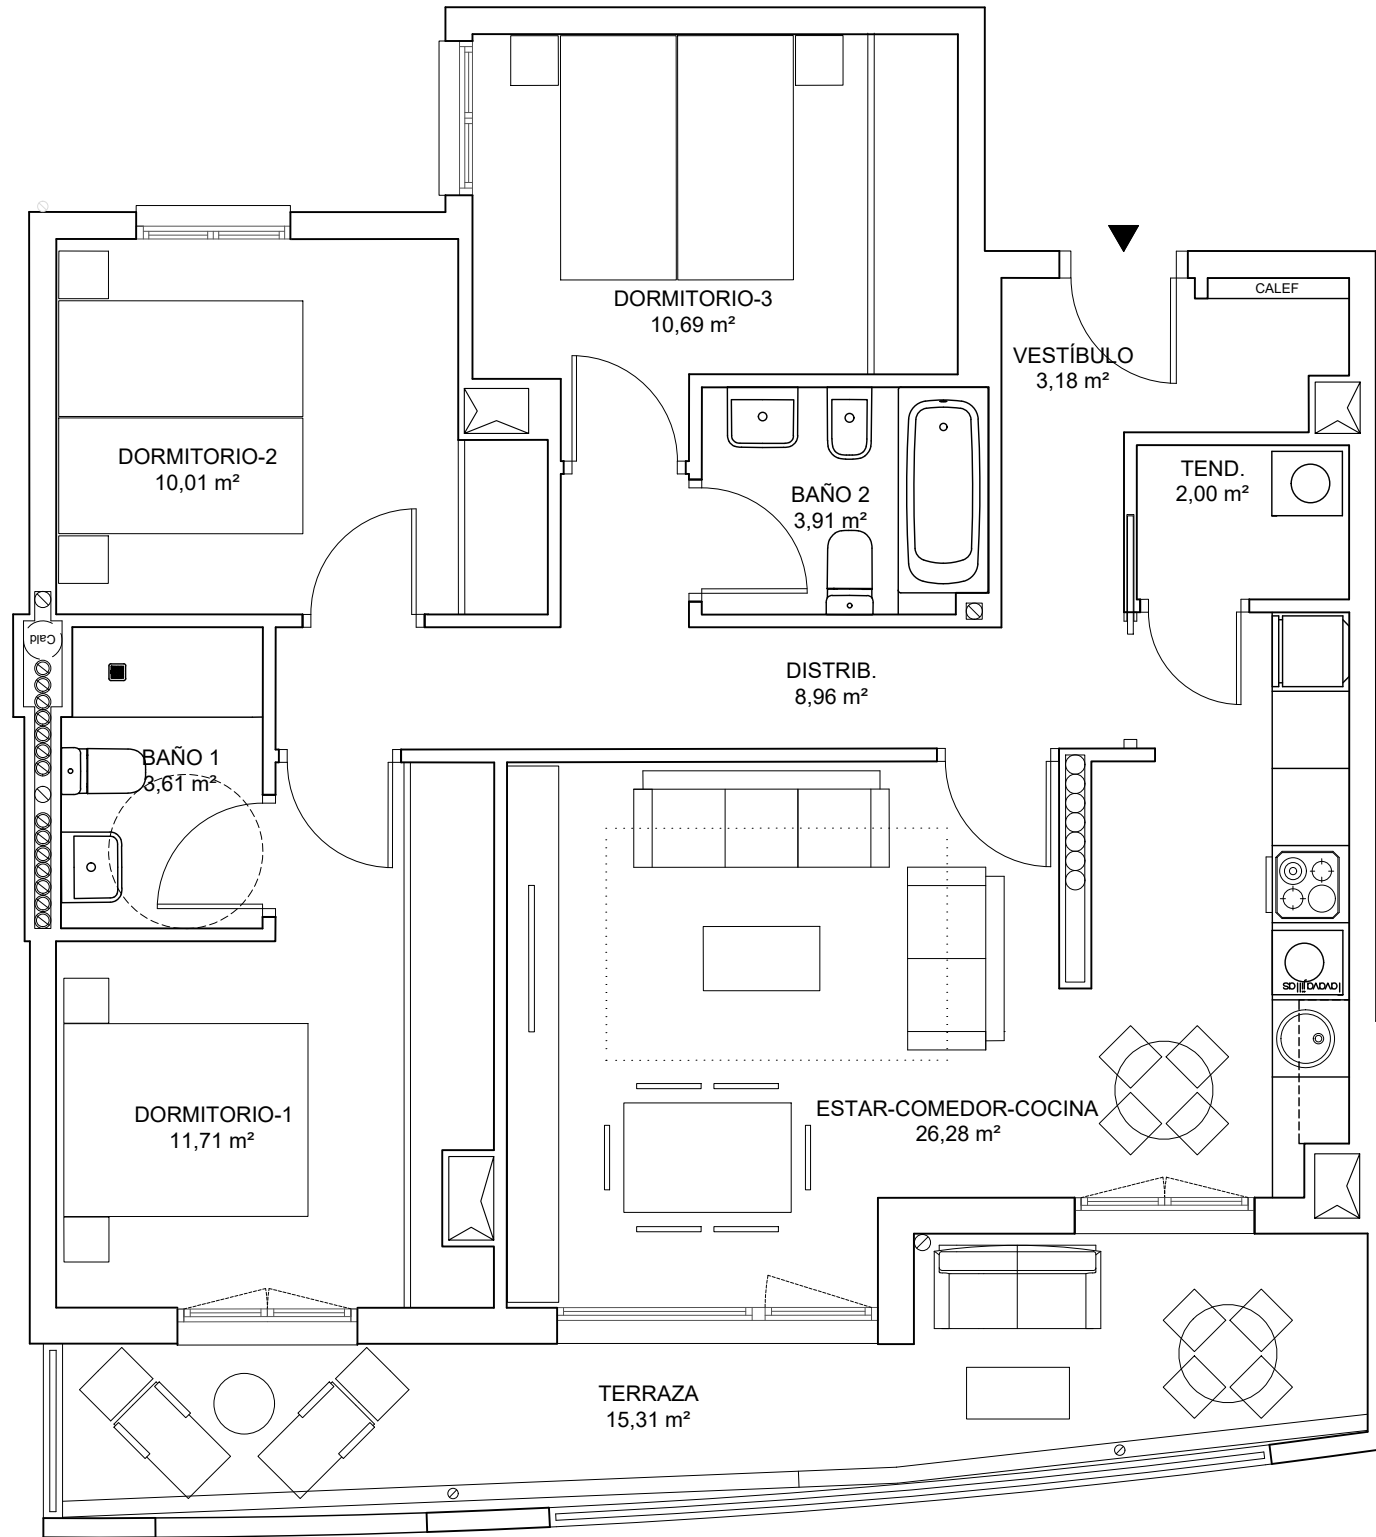 CALEF
DORMITORIO-3
10,69 m²
VESTÍBULO
3,18 m²
DORMITORIO-2
10,01 m²
TEND.
2,00 m²
BAÑO 2
3,91 m²
Cald
DISTRIB.
8,96 m²
BAÑO 1
3,61 m²
lavavajillas
DORMITORIO-1
11,71 m²
ESTAR-COMEDOR-COCINA
26,28 m²
TERRAZA
15,31 m²